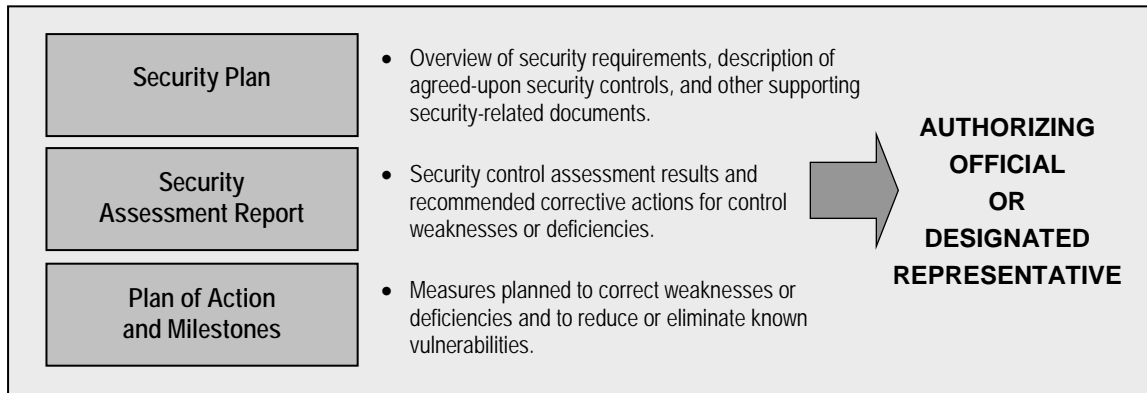 Security Plan
• Overview of security requirements, description of
agreed-upon security controls, and other supporting
security-related documents.
Security
Assessment Report
• Security control assessment results and
recommended corrective actions for control
weaknesses or deficiencies.
Plan of Action
and Milestones
• Measures planned to correct weaknesses or
deficiencies and to reduce or eliminate known
vulnerabilities.
AUTHORIZING
OFFICIAL
OR
DESIGNATED
REPRESENTATIVE